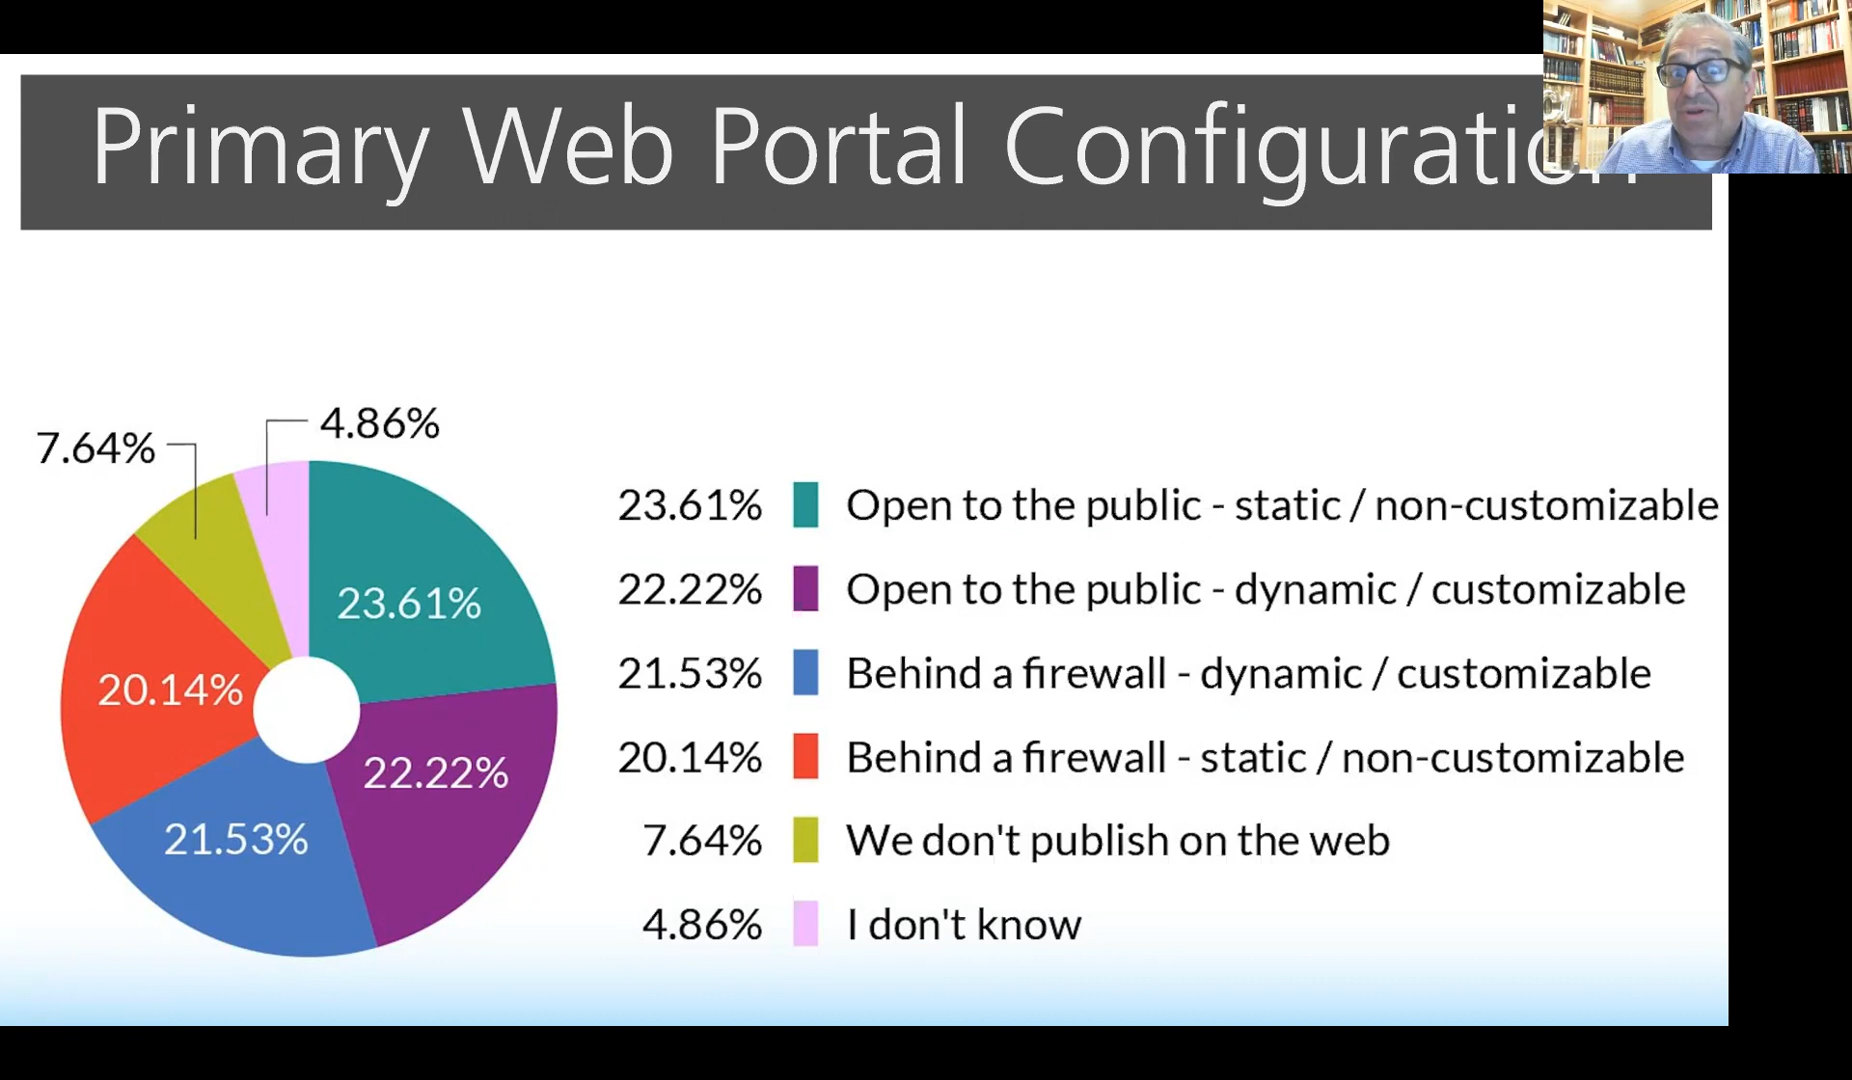 Primary Web Portal Configuration
4.86%
7.64%
23.61%
20.14%
22.22%
21.53%
23.61% Open to the public - static / non-customizable
22.22% Open to the public - dynamic / customizable
21.53% Behind a firewall - dynamic / customizable
20.14% Behind a firewall - static / non-customizable
7.64% We don't publish on the web
4.86% I don't know